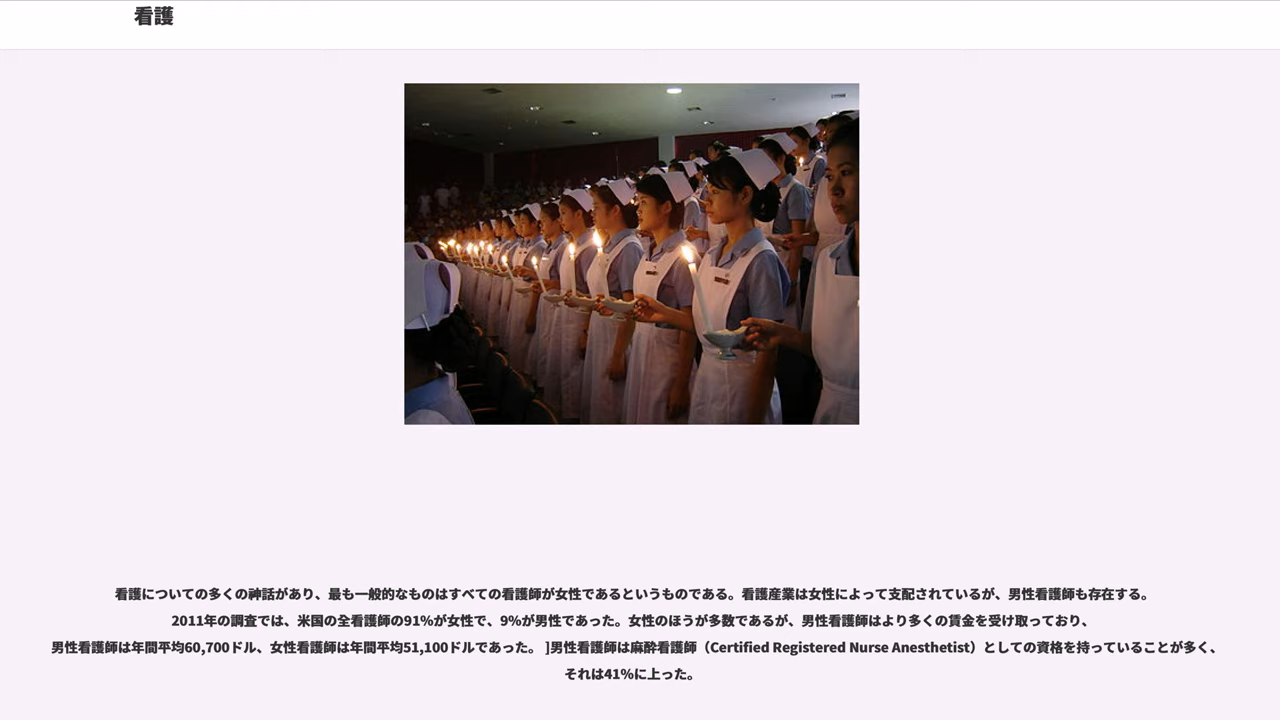 看護
看護についての多くの神話があり、最も一般的なものはすべての看護師が女性であるというものである。看護産業は女性によって支配されているが、男性看護師も存在する。
2011年の調査では、米国の全看護師の91%が女性で、9%が男性であった。女性のほうが多数であるが、男性看護師はより多くの賃金を受け取っており、
男性看護師は年間平均60,700ドル、女性看護師は年間平均51,100ドルであった。 ]男性看護師は麻酔看護師（Certified Registered Nurse Anesthetist）としての資格を持っていることが多く、
それは41%に上った。